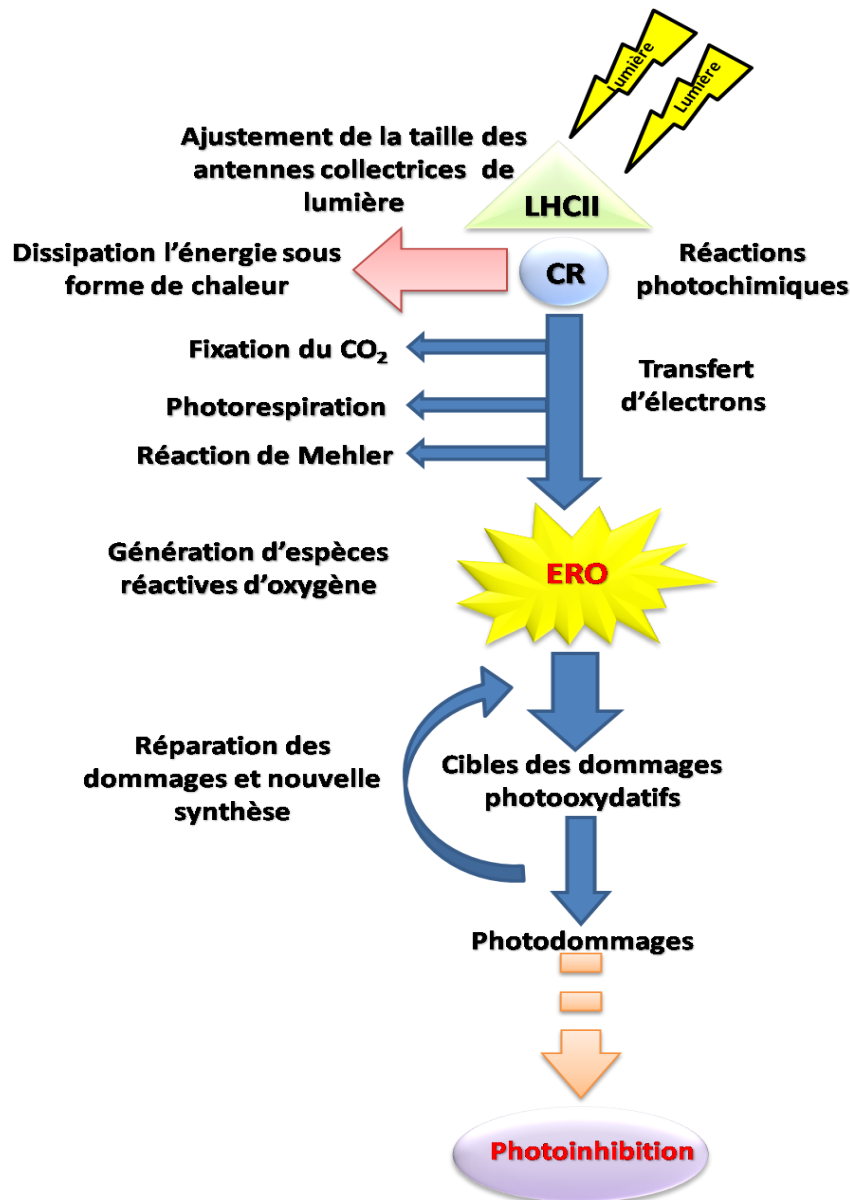 Lumière
Lumière
Ajustement de la taille des
antennes collectrices de
lumière
LHCII
Dissipation l’énergie sous
forme de chaleur
CR
Réactions
photochimiques
Fixation du CO₂
Transfert
d’électrons
Photorespiration
Réaction de Mehler
Génération d’espèces
réactives d’oxygène
ERO
Réparation des
dommages et nouvelle
synthèse
Cibles des dommages
photooxydatifs
Photodommages
Photoinhibition